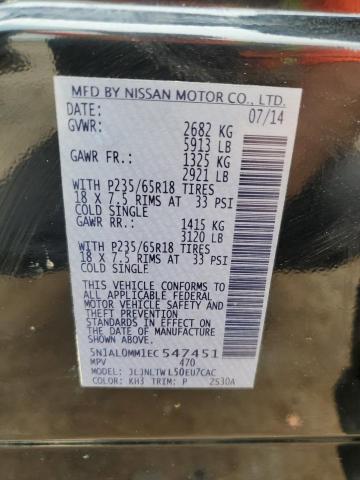 MFD BY NISSAN MOTOR CO., LTD.
DATE: 07/14
GVWR: 2682 KG
5913 LB
GAWR FR.: 1325 KG
2921 LB
WITH P235/65R18 TIRES
18 X 7.5 RIMS AT 33 PSI
COLD SINGLE
GAWR RR.: 1415 KG
3120 LB
WITH P235/65R18 TIRES
18 X 7.5 RIMS AT 33 PSI
COLD SINGLE
THIS VEHICLE CONFORMS TO
ALL APPLICABLE FEDERAL
MOTOR VEHICLE SAFETY AND
THEFT PREVENTION
STANDARDS IN EFFECT ON
THE DATE OF MANUFACTURE
SHOWN ABOVE.
5N1AL0MM1EC547451
MPV 470
MODEL: JLJNLTWL50EU7CAC
COLOR: KH3 TRIM: P 2S30A